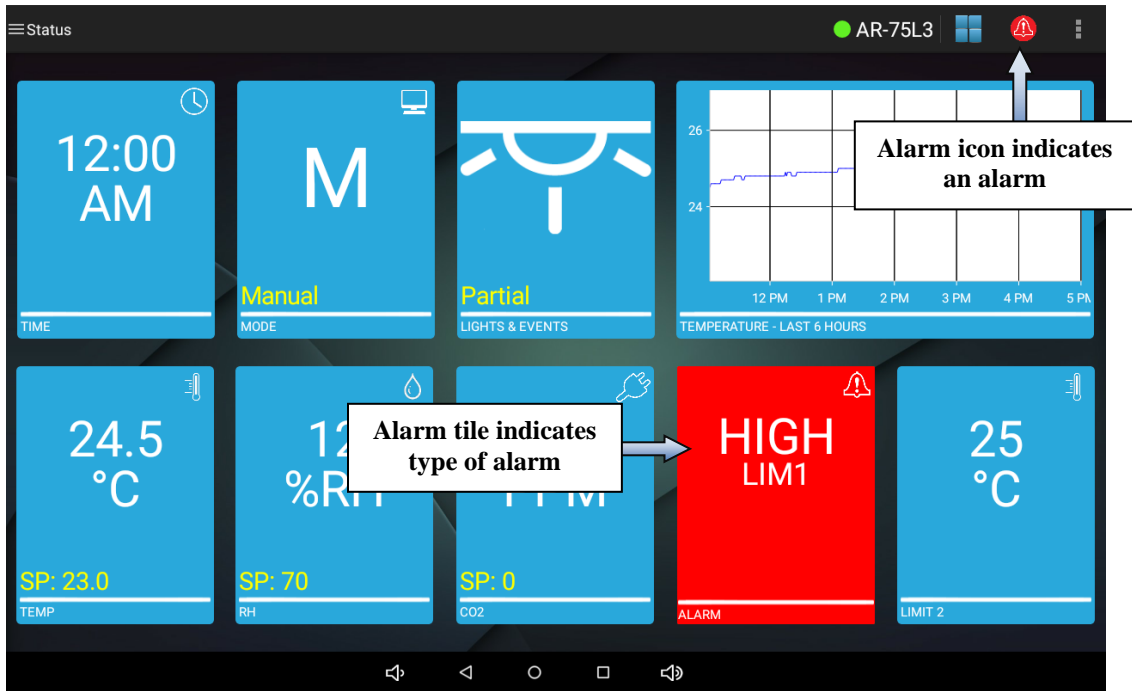 Status
AR-75L3
12:00
AM
TIME
M
Manual
MODE
Partial
LIGHTS & EVENTS
26
24
12 PM 1 PM 2 PM 3 PM 4 PM
TEMPERATURE - LAST 6 HOURS
Alarm icon indicates
an alarm
24.5
°C
SP: 23.0
TEMP
%RH
SP: 70
RH
SP: 0
CO2
Alarm tile indicates
type of alarm
HIGH
LIM1
ALARM
25
°C
LIMIT 2